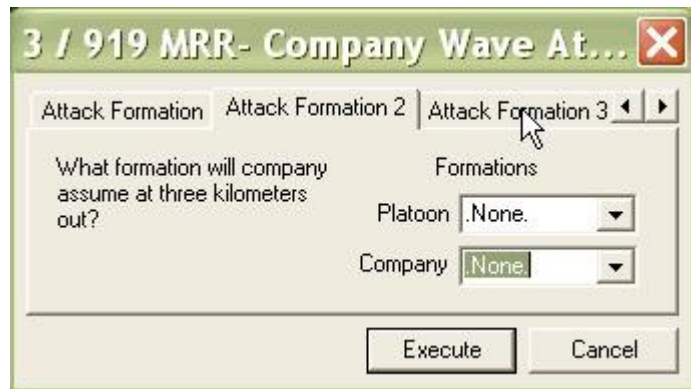 3 / 919 MRR- Company Wave At...
Attack Formation
Attack Formation 2
Attack Formation 3
What formation will company
assume at three kilometers
out?
Formations
Platoon .None.
Company .None.
Execute
Cancel